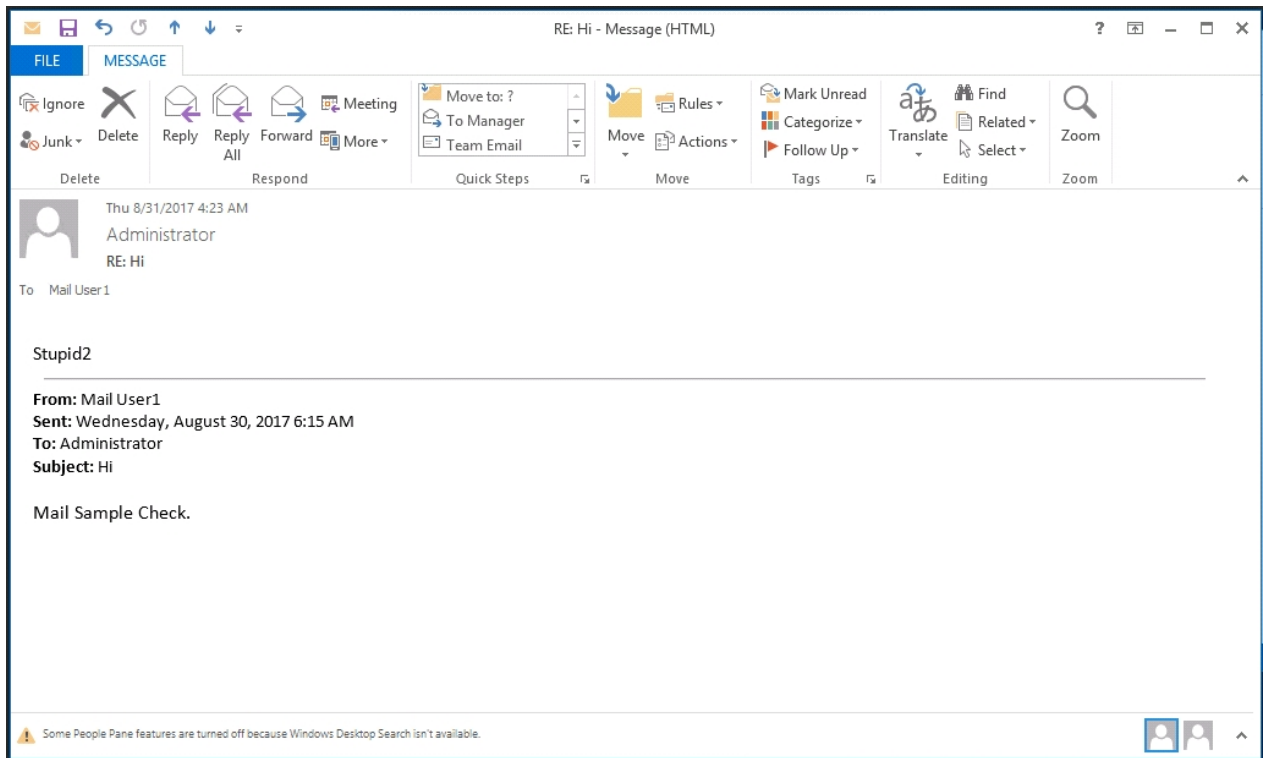 RE: Hi - Message (HTML)
?
FILE MESSAGE
Ignore
Junk
Delete
Reply
Reply All
Forward
Meeting
More
Move to: ?
To Manager
Team Email
Move
Rules
Actions
Mark Unread
Categorize
Follow Up
Translate
Find
Related
Select
Zoom
Delete Respond Quick Steps Move Tags Editing Zoom
Thu 8/31/2017 4:23 AM
Administrator
RE: Hi
To Mail User1
Stupid2
From: Mail User1
Sent: Wednesday, August 30, 2017 6:15 AM
To: Administrator
Subject: Hi
Mail Sample Check.
Some People Pane features are turned off because Windows Desktop Search isn't available.